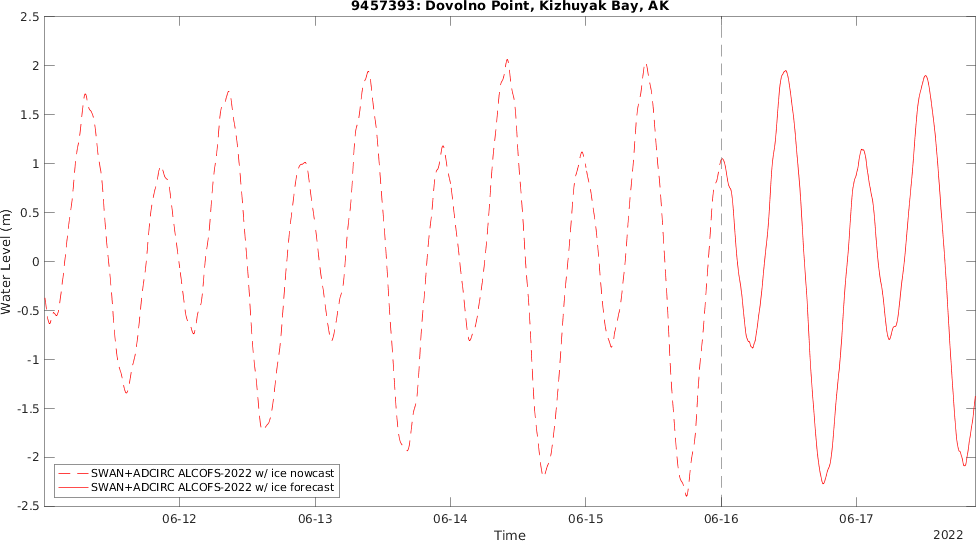 9457393: Dovolno Point, Kizhuyak Bay, AK
Water Level (m)
2.5
2
1.5
1
0.5
0
-0.5
-1
-1.5
-2
-2.5
SWAN+ADCIRC ALCOFS-2022 w/ ice nowcast
SWAN+ADCIRC ALCOFS-2022 w/ ice forecast
06-12 06-13 06-14 06-15 06-16 06-17
Time
2022